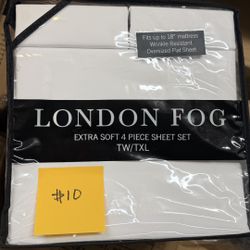 Fits up to 18" mattress
Wrinkle Resistant
Oversized Flat Sheet
LONDON FOG
EXTRA SOFT 4 PIECE SHEET SET
TW/TXL
#10